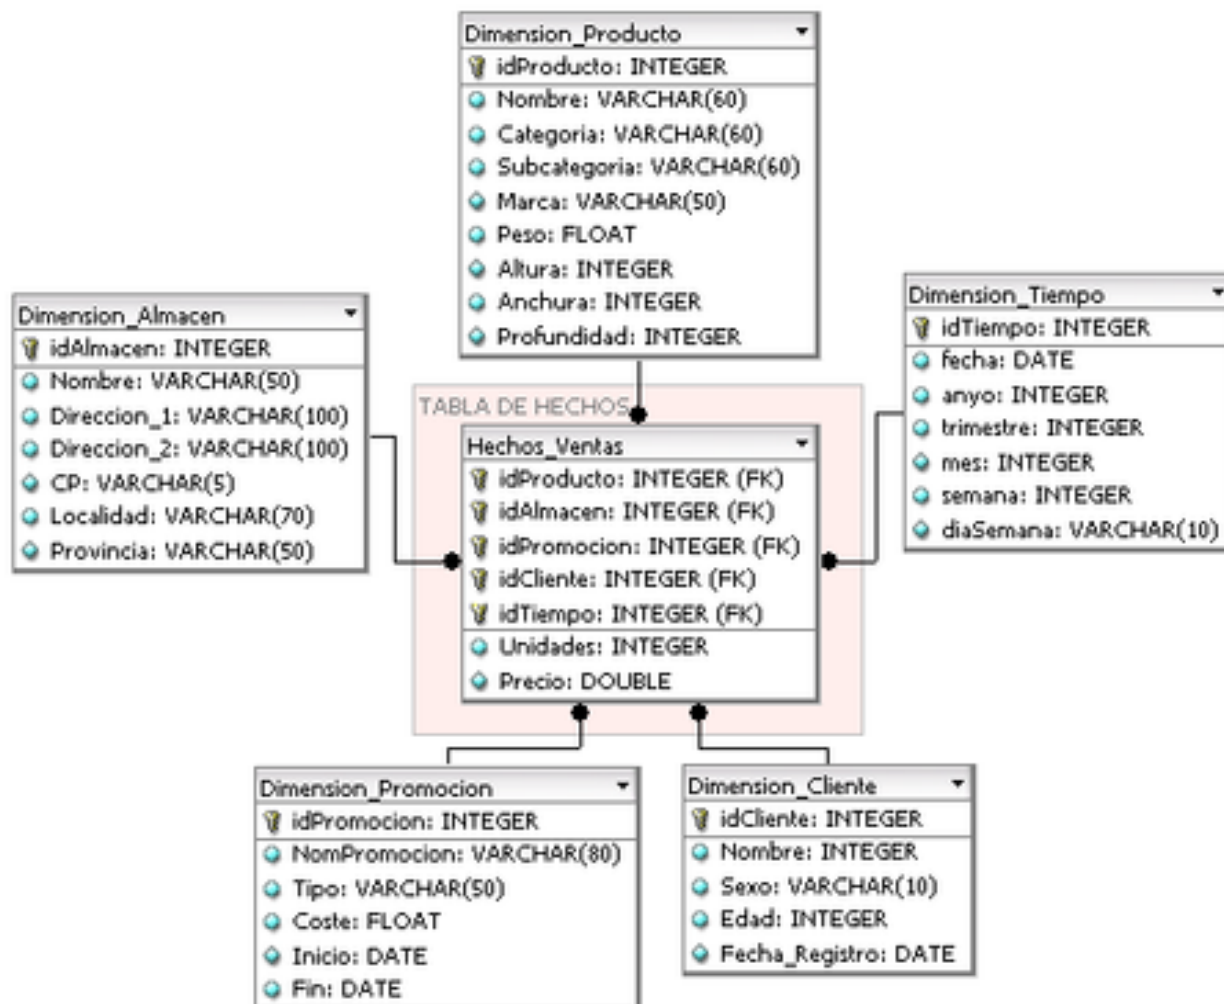 Dimension_Producto
idProducto: INTEGER
Nombre: VARCHAR(60)
Categoria: VARCHAR(60)
Subcategoria: VARCHAR(60)
Marca: VARCHAR(50)
Peso: FLOAT
Altura: INTEGER
Anchura: INTEGER
Profundidad: INTEGER
Dimension_Almacen
idAlmacen: INTEGER
Nombre: VARCHAR(50)
Direccion_1: VARCHAR(100)
Direccion_2: VARCHAR(100)
CP: VARCHAR(5)
Localidad: VARCHAR(70)
Provincia: VARCHAR(50)
Dimension_Tiempo
idTiempo: INTEGER
fecha: DATE
anyo: INTEGER
trimestre: INTEGER
mes: INTEGER
semana: INTEGER
diaSemana: VARCHAR(10)
TABLA DE HECHOS
Hechos_Ventas
idProducto: INTEGER (FK)
idAlmacen: INTEGER (FK)
idPromocion: INTEGER (FK)
idCliente: INTEGER (FK)
idTiempo: INTEGER (FK)
Unidades: INTEGER
Precio: DOUBLE
Dimension_Promocion
idPromocion: INTEGER
NomPromocion: VARCHAR(80)
Tipo: VARCHAR(50)
Coste: FLOAT
Inicio: DATE
Fin: DATE
Dimension_Cliente
idCliente: INTEGER
Nombre: INTEGER
Sexo: VARCHAR(10)
Edad: INTEGER
Fecha_Registro: DATE